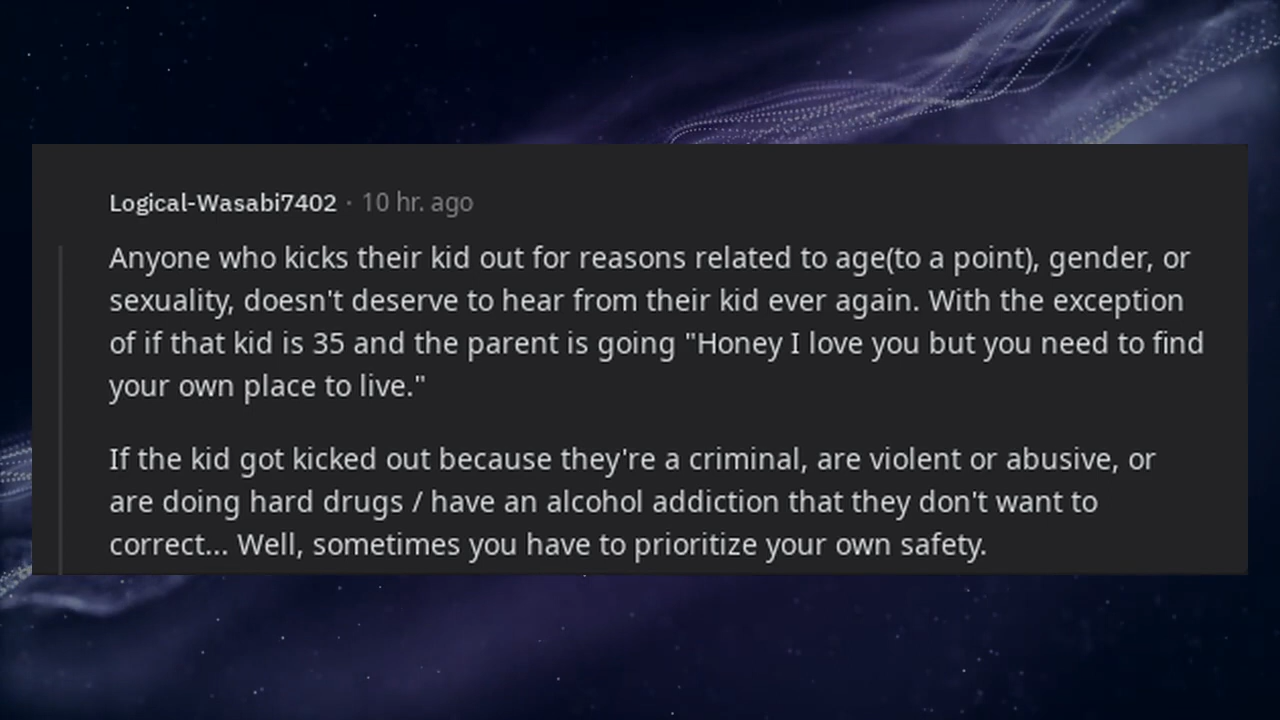 Logical-Wasabi7402 · 10 hr. ago
Anyone who kicks their kid out for reasons related to age(to a point), gender, or
sexuality, doesn't deserve to hear from their kid ever again. With the exception
of if that kid is 35 and the parent is going "Honey I love you but you need to find
your own place to live."
If the kid got kicked out because they're a criminal, are violent or abusive, or
are doing hard drugs / have an alcohol addiction that they don't want to
correct... Well, sometimes you have to prioritize your own safety.